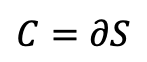 C = ∂S